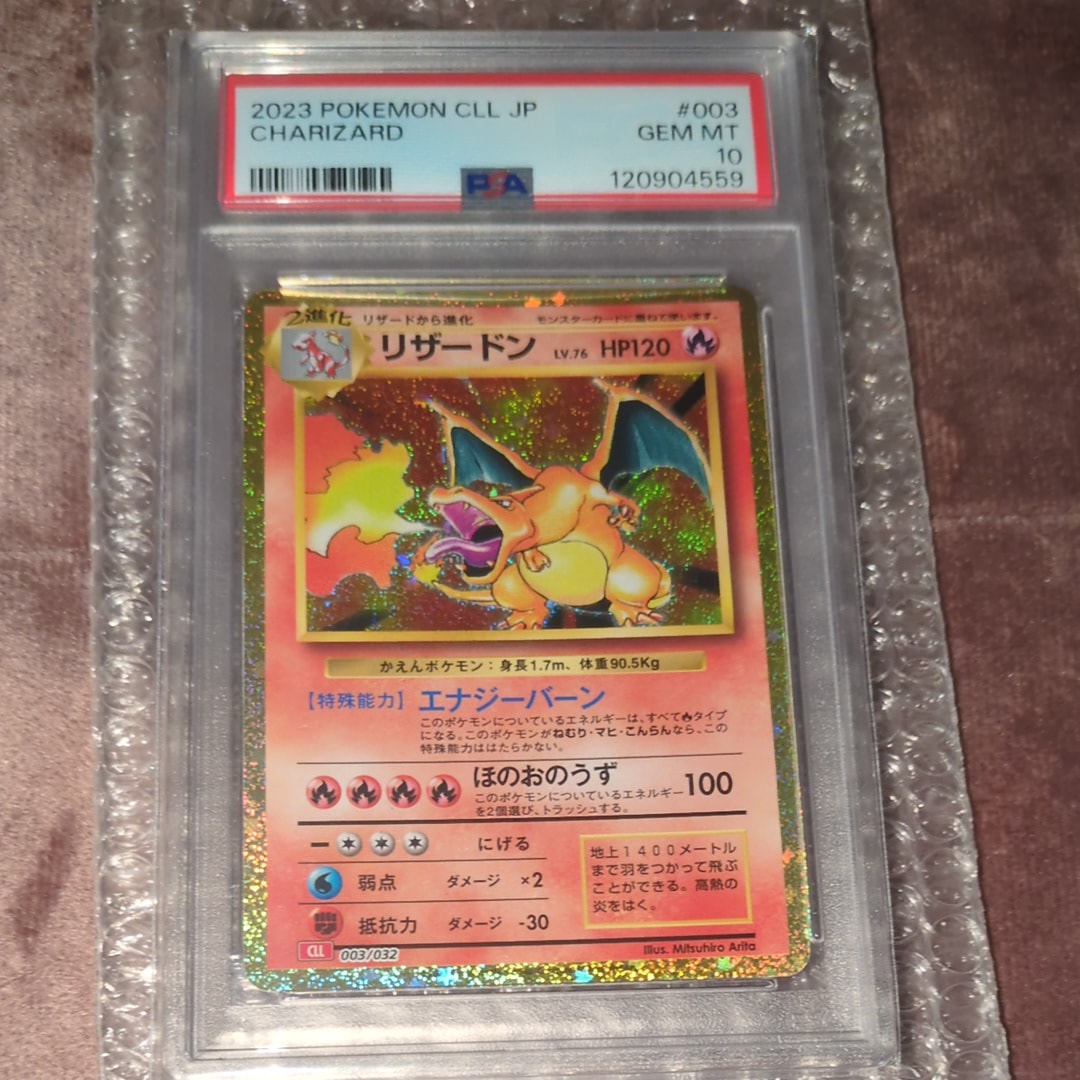 2023 POKEMON CLL JP #003
CHARIZARD GEM MT
10
PSA 120904559
2進化 リザードから進化 モンスターカードに重ねて使います。
リザードン LV.76 HP120
かえんポケモン：身長1.7m、体重90.5Kg
【特殊能力】エナジーバーン
このポケモンについているエネルギーは、すべてタイプ
になる。このポケモンがねむり・マヒ・こんらんなら、この
特殊能力ははたらかない。
ほのおのうず 100
このポケモンについているエネルギー
を2個選び、トラッシュする。
にげる
弱点 ダメージ ×2
抵抗力 ダメージ -30
地上1400メートル
まで羽をつかって飛ぶ
ことができる。高熱の
炎をはく。
CLL 003/032 Illus. Mitsuhiro Arita